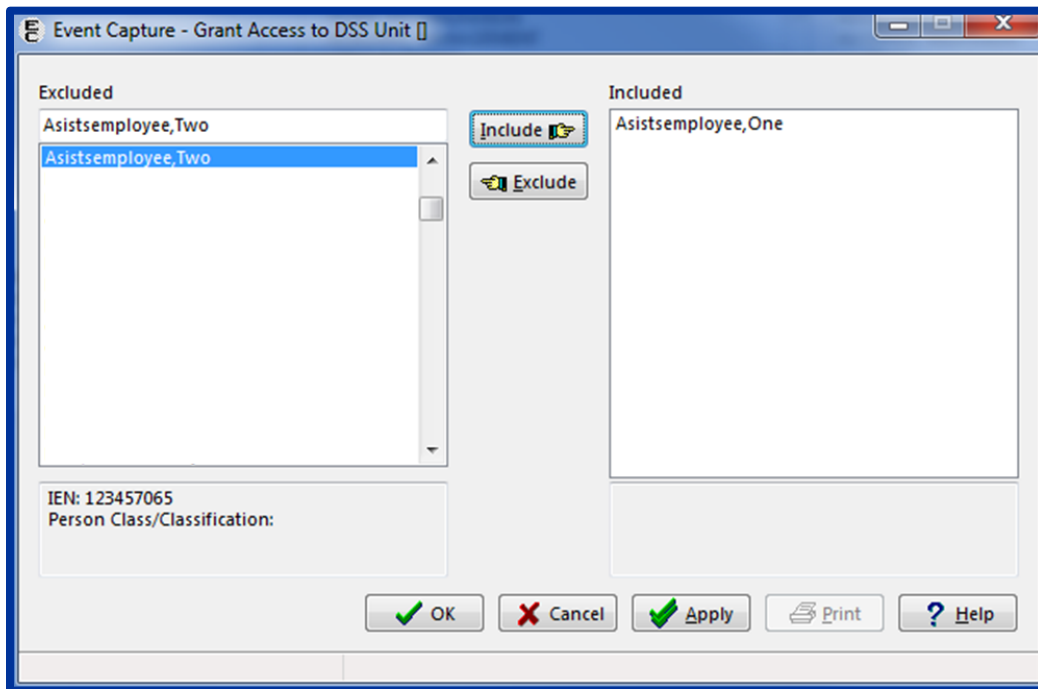 Event Capture - Grant Access to DSS Unit []
Excluded
Included
Asistsemployee,Two
Asistsemployee,Two
Include
Exclude
Asistsemployee,One
IEN: 123457065
Person Class/Classification:
OK
Cancel
Apply
Print
Help